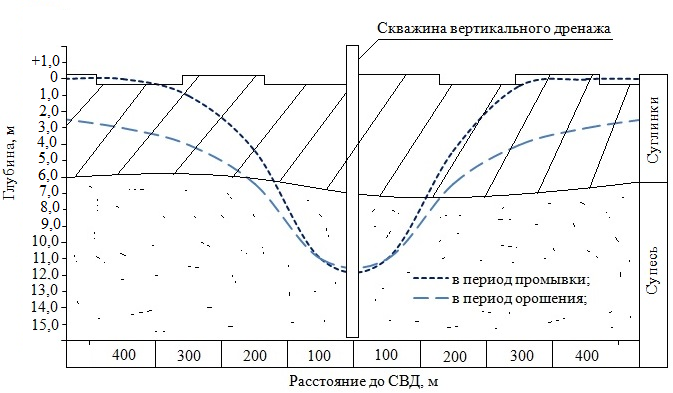 Скважина вертикального дренажа
Глубина, м
+1,0
0
1,0
2,0
3,0
4,0
5,0
6,0
7,0
8,0
9,0
10,0
11,0
12,0
13,0
14,0
15,0
Суглинки
Супесь
в период промывки;
в период орошения;
400 300 200 100 100 200 300 400
Расстояние до СВД, м